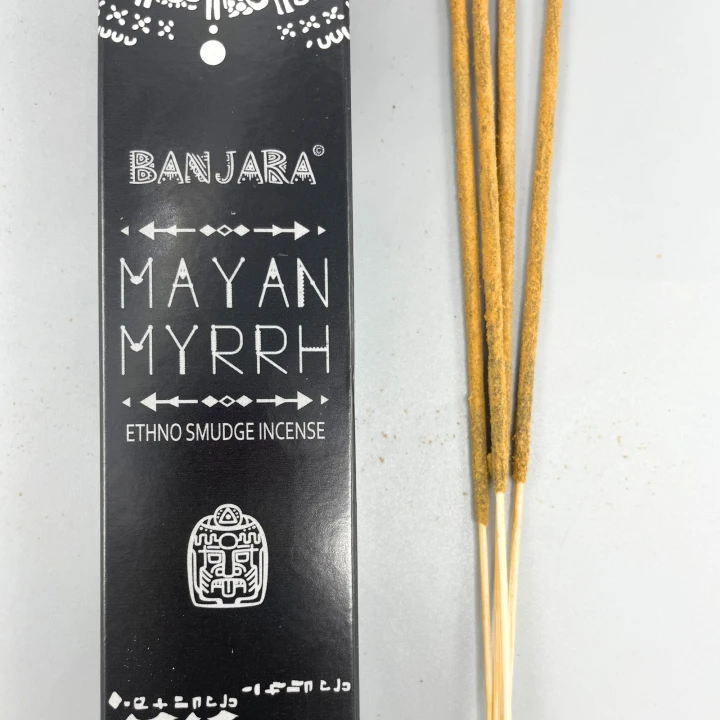 BANJARA©
MAYAN
MYRRH
ETHNO SMUDGE INCENSE